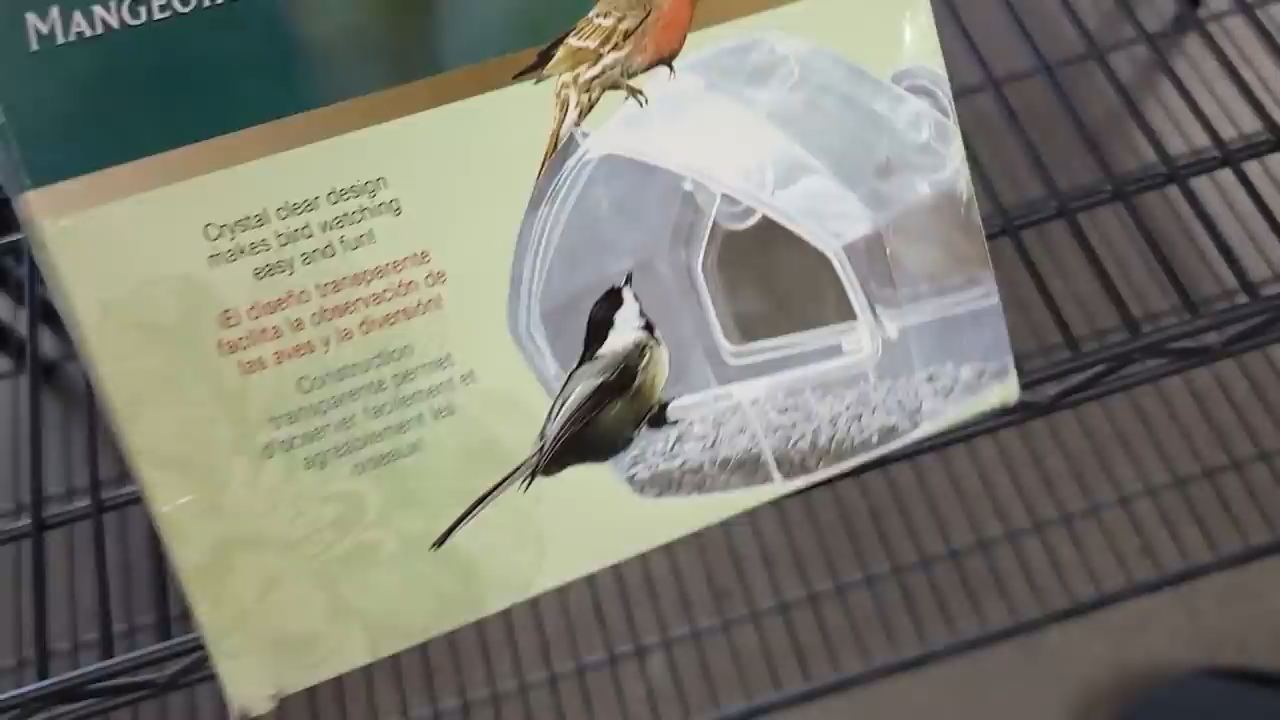 Crystal clear design
makes bird watching
easy and fun!
¡El diseño transparente
facilita la observación de
las aves y la diversión!
Construction
transparente permet
d'observer facilement et
agréablement les
oiseaux!